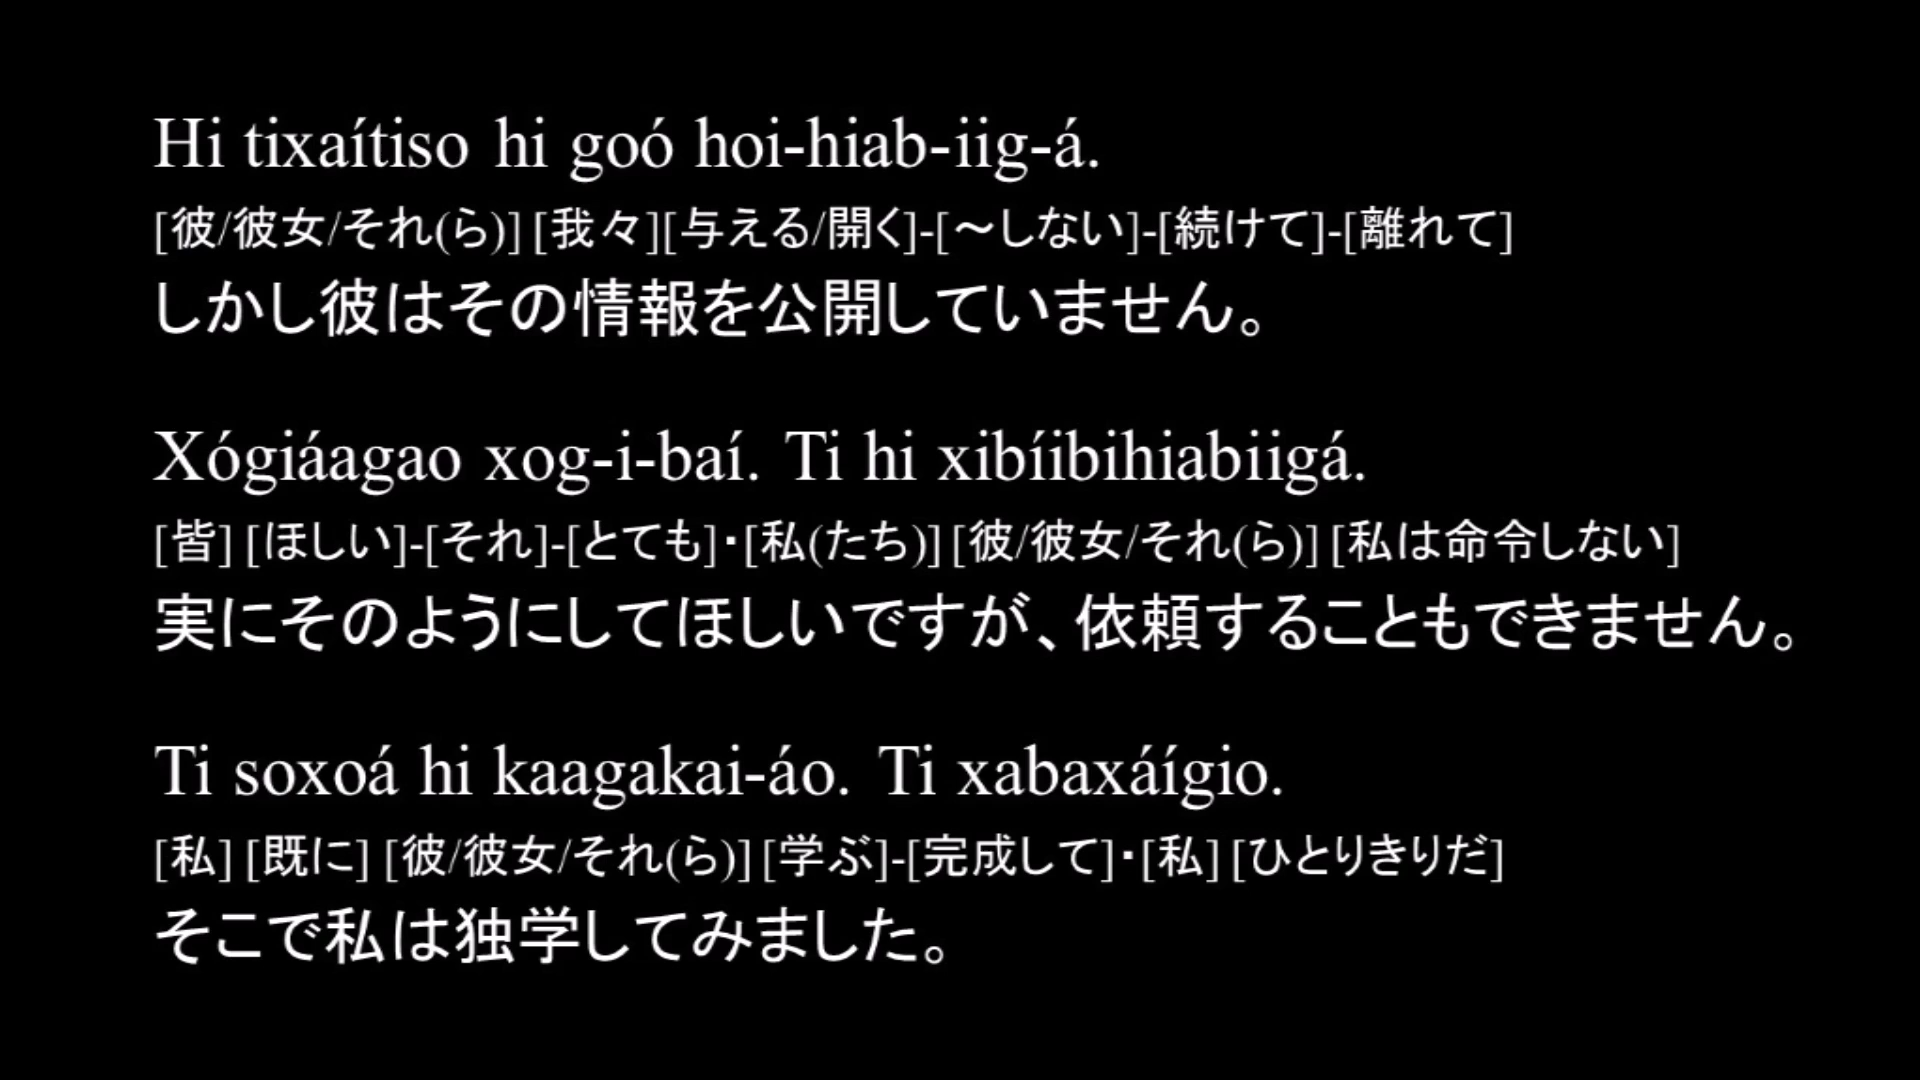 Hi tixaítiso hi goó hoi-hiab-iig-á.
[彼/彼女/それ(ら)] [我々][与える/開く]-[～しない]-[続けて]-[離れて]
しかし彼はその情報を公開していません。
Xógiáagao xog-i-baí. Ti hi xibíibihiabiigá.
[皆] [ほしい]-[それ]-[とても]・[私(たち)] [彼/彼女/それ(ら)] [私は命令しない]
実にそのようにしてほしいですが、依頼することもできません。
Ti soxoá hi kaagakai-áo. Ti xabaxáígio.
[私] [既に] [彼/彼女/それ(ら)] [学ぶ]-[完成して]・[私] [ひとりきりだ]
そこで私は独学してみました。